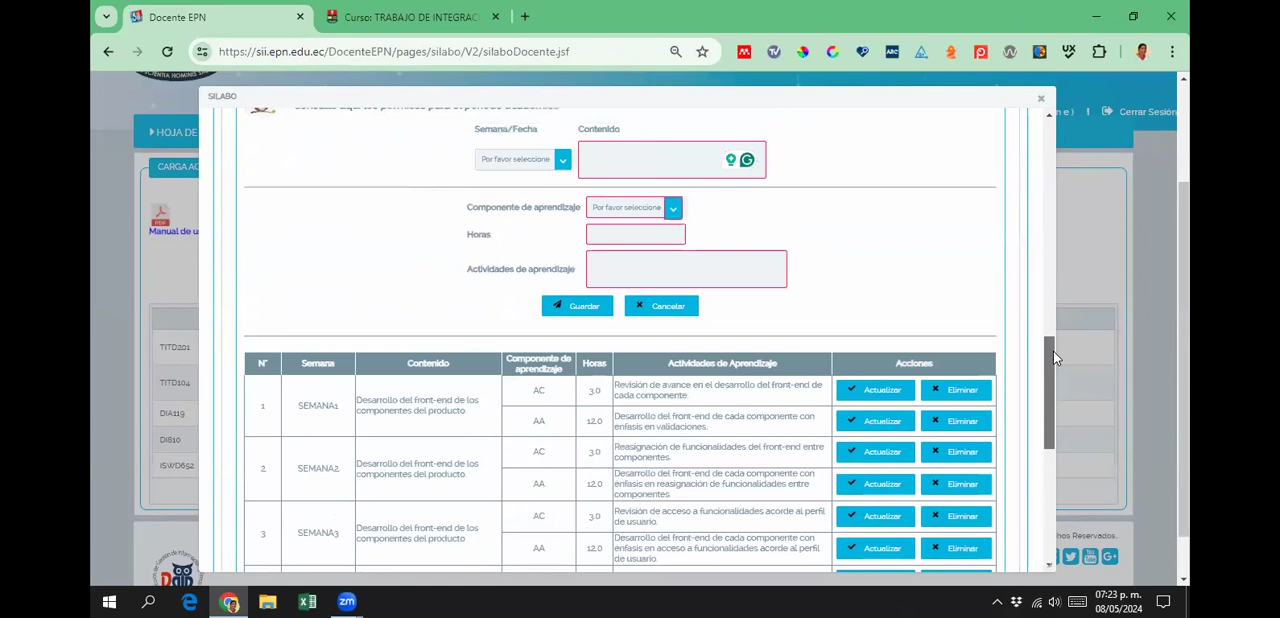 Docente EPN
Curso: TRABAJO DE INTEGRAC
https://sii.epn.edu.ec/DocenteEPN/pages/silabo/V2/silaboDocente.jsf
SCIENTIA HOMINIS
SILABO
m e ) Cerrar Sesión
HOJA DE
CARGA AC
Semana/Fecha Contenido
Por favor seleccione
Componente de aprendizaje Por favor seleccione
Horas
Actividades de aprendizaje
Guardar Cancelar
PDF
Manual de u
TITD201
TITD104
DIA119
DI810
ISWD652
N° Semana Contenido Componente de aprendizaje Horas Actividades de Aprendizaje Acciones
1 SEMANA1 Desarrollo del front-end de los componentes del producto
AC 3.0 Revisión de avance en el desarrollo del front-end de cada componente. Actualizar Eliminar
AA 12.0 Desarrollo del front-end de cada componente con énfasis en validaciones. Actualizar Eliminar
2 SEMANA2 Desarrollo del front-end de los componentes del producto.
AC 3.0 Reasignación de funcionalidades del front-end entre componentes. Actualizar Eliminar
AA 12.0 Desarrollo del front-end de cada componente con énfasis en reasignación de funcionalidades entre componentes. Actualizar Eliminar
3 SEMANA3 Desarrollo del front-end de los componentes del producto
AC 3.0 Revisión de acceso a funcionalidades acorde al perfil de usuario. Actualizar Eliminar
AA 12.0 Desarrollo del front-end de cada componente con énfasis en acceso a funcionalidades acorde al perfil de usuario. Actualizar Eliminar
hos Reservados.
07:23 p. m.
08/05/2024